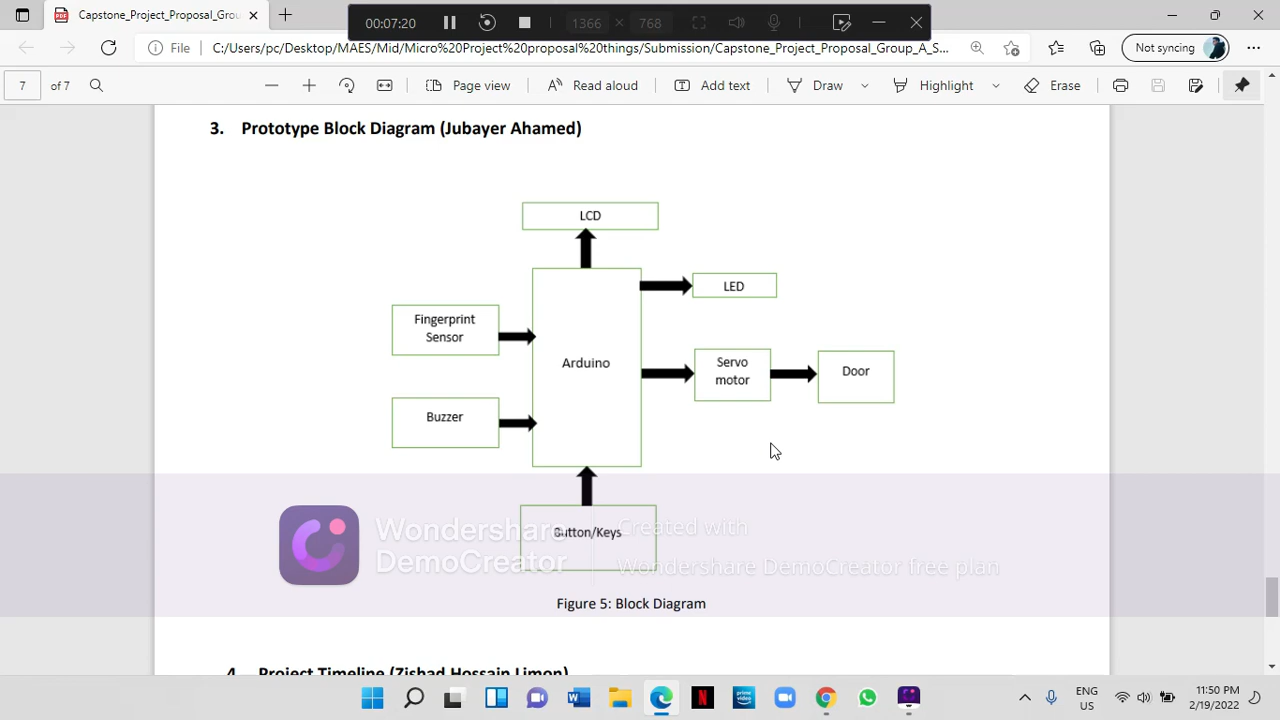 Capstone_Project_Proposal_Gro
00:07:20
1366 × 768
File
C:/Users/pc/Desktop/MAES/Mid/Micro%20Project%20proposal%20things/Submission/Capstone_Project_Proposal_Group_A_S...
Not syncing
7 of 7
Page view
Read aloud
Add text
Draw
Highlight
Erase
3. Prototype Block Diagram (Jubayer Ahamed)
LCD
LED
Fingerprint
Sensor
Arduino
Servo
motor
Door
Buzzer
Button/Keys
Wondershare
DemoCreator
Created with
Wondershare DemoCreator free plan
Figure 5: Block Diagram
4. Project Timeline (Zishad Hossain Limon)
ENG
US
11:50 PM
2/19/2022